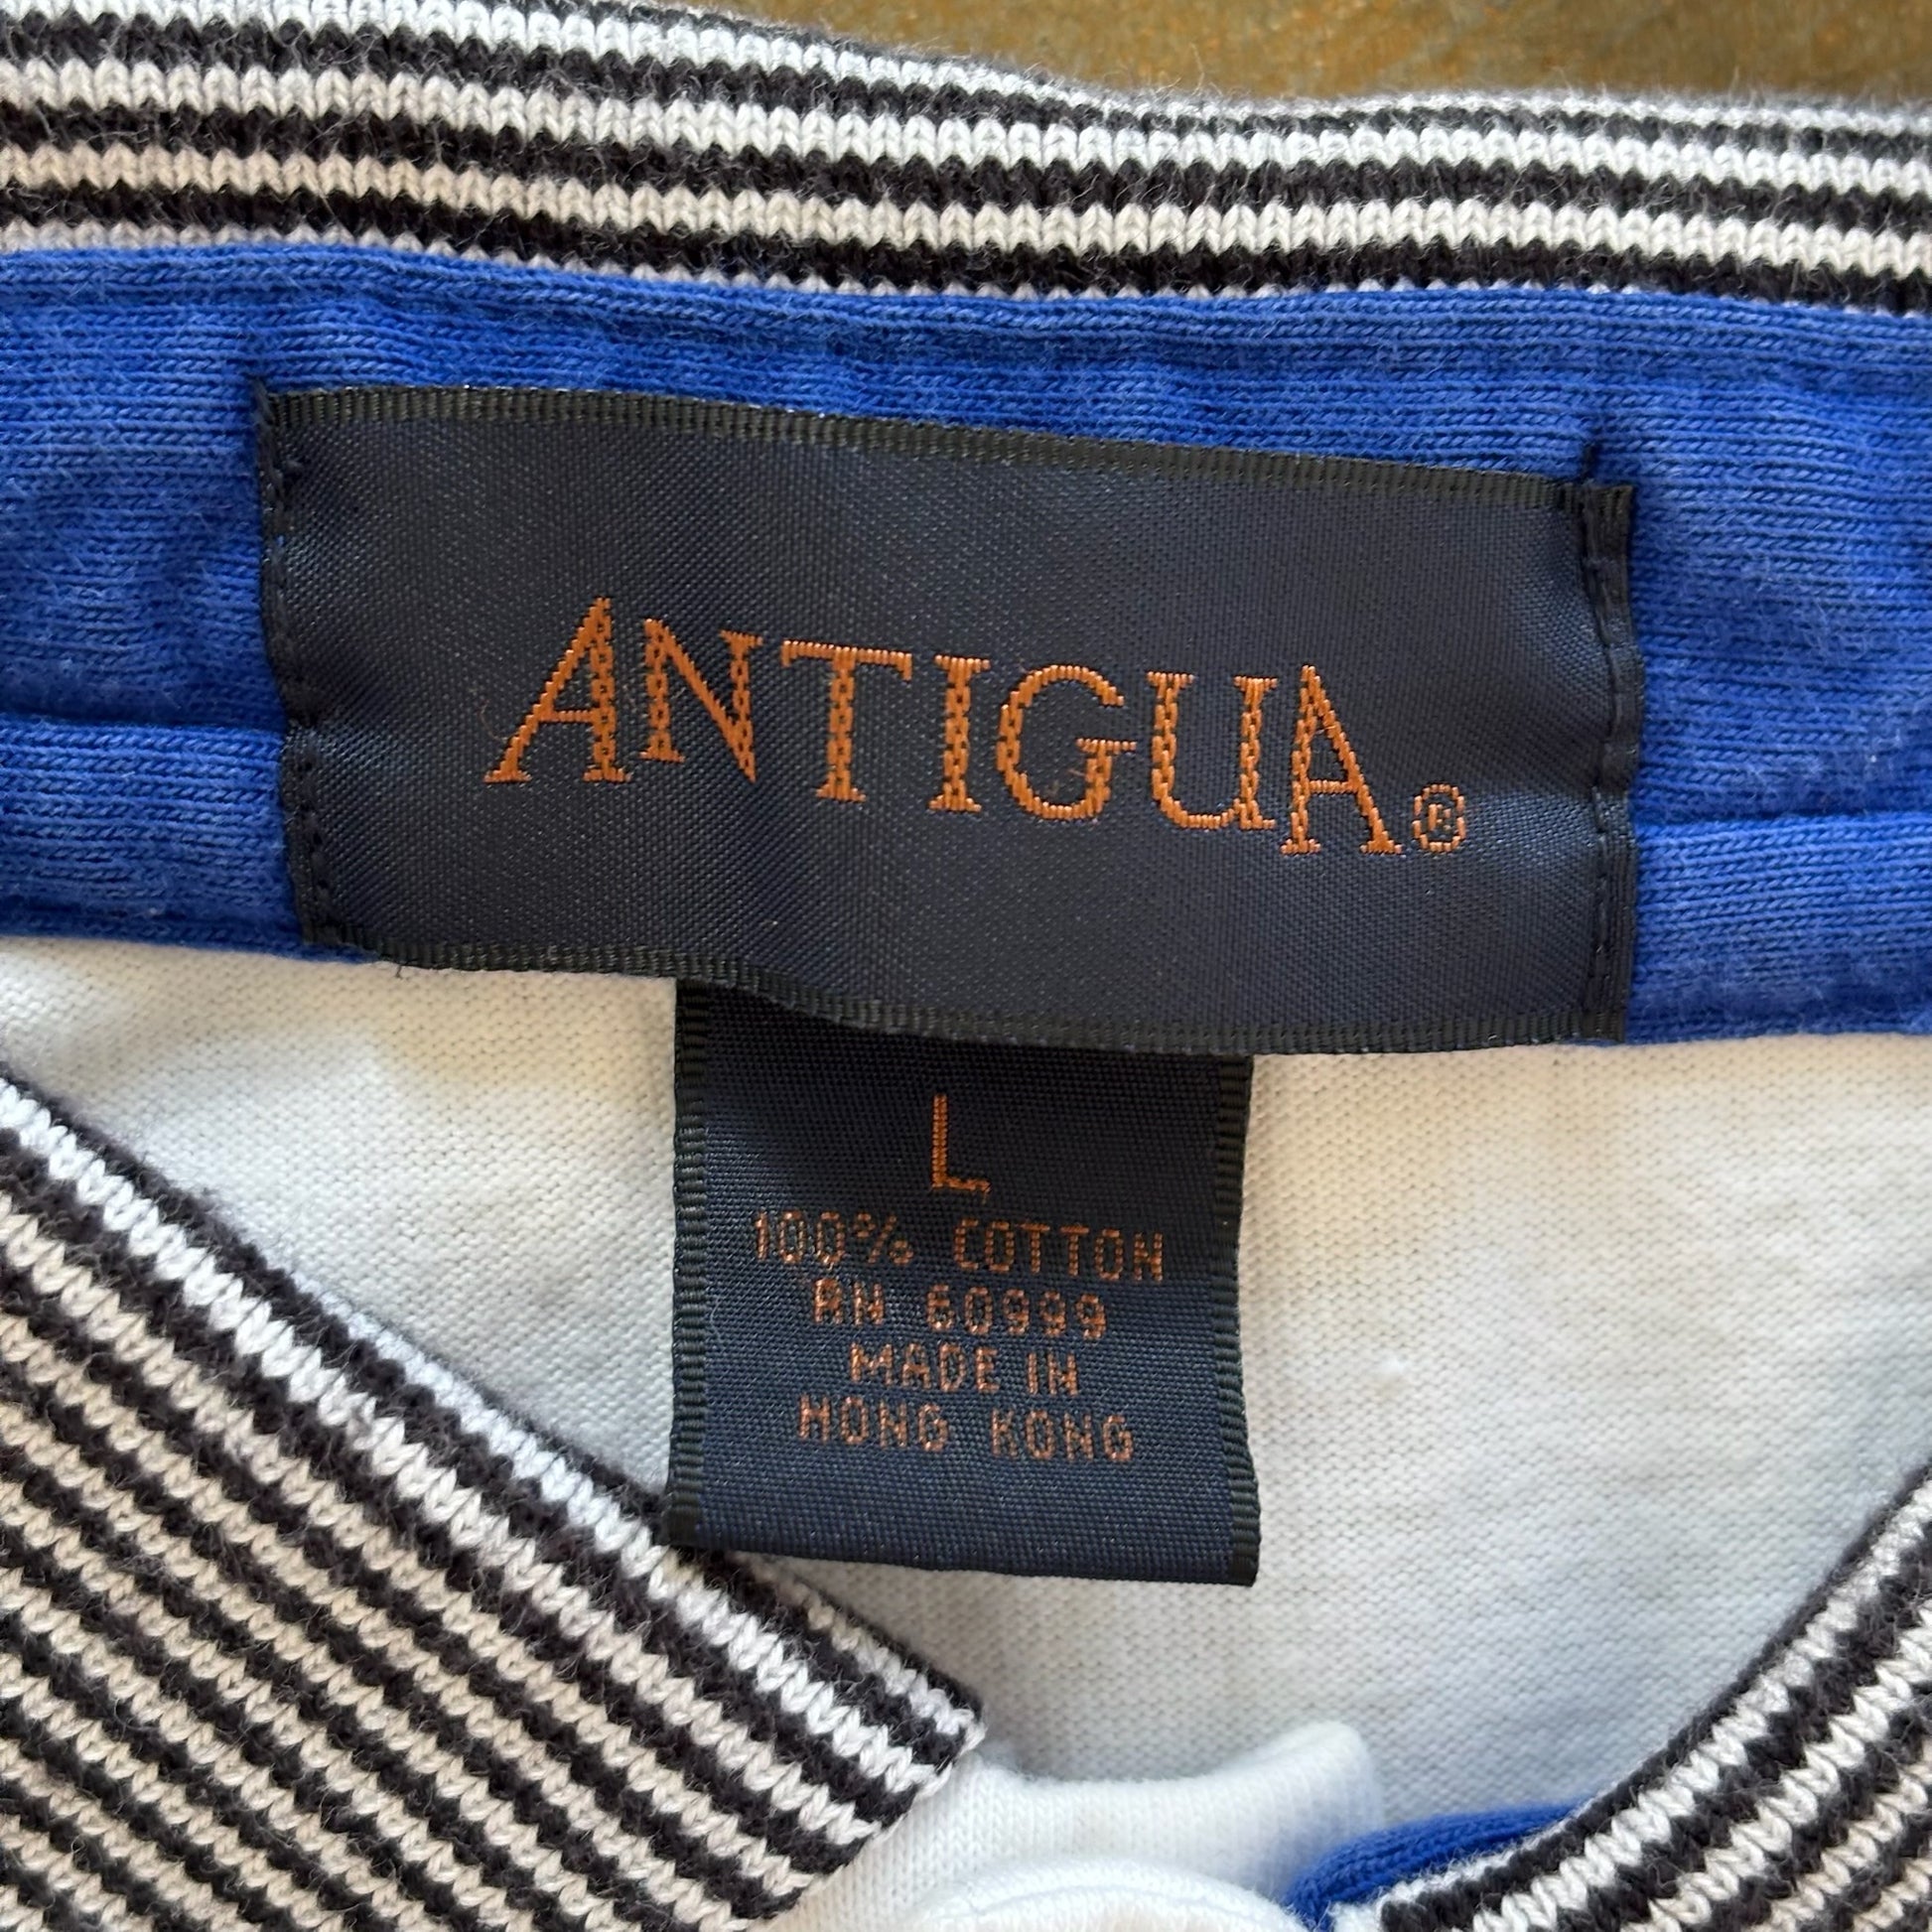 ANTIGUA®
L
100% COTTON
RN 60999
MADE IN
HONG KONG